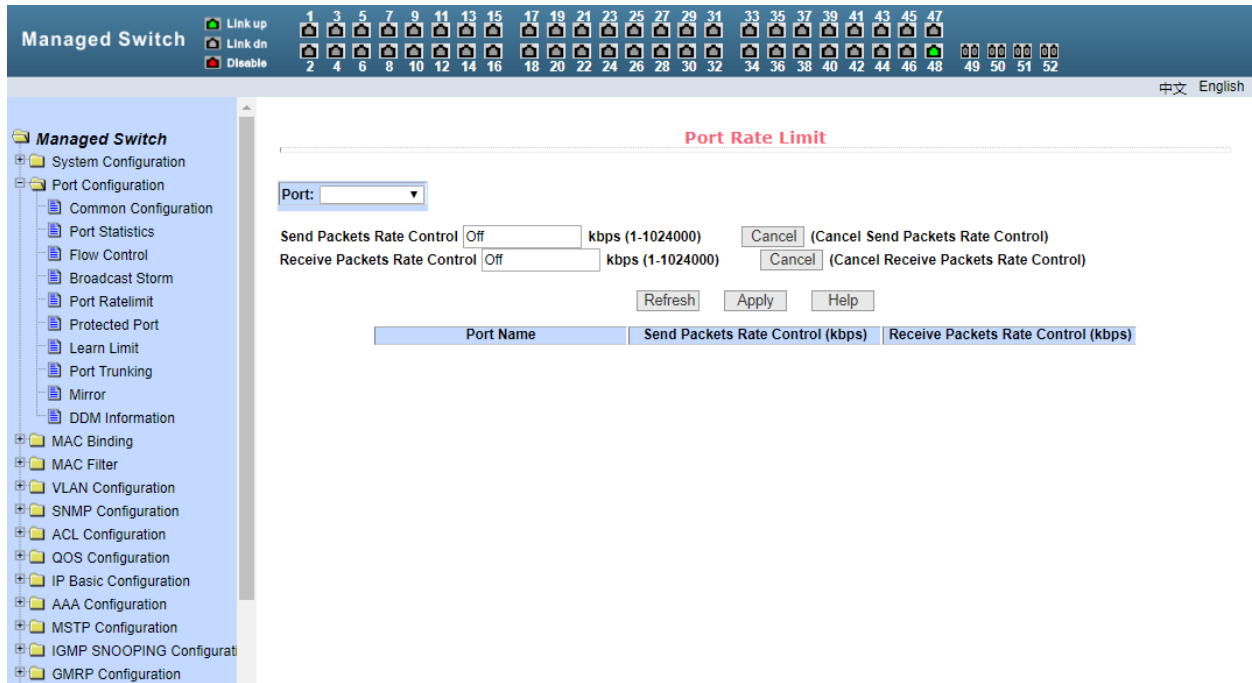 Managed Switch
Link up
Link dn
Disable
1 3 5 7 9 11 13 15 17 19 21 23 25 27 29 31 33 35 37 39 41 43 45 47
2 4 6 8 10 12 14 16 18 20 22 24 26 28 30 32 34 36 38 40 42 44 46 48 49 50 51 52
中文 English
Managed Switch
System Configuration
Port Configuration
Common Configuration
Port Statistics
Flow Control
Broadcast Storm
Port Ratelimit
Protected Port
Learn Limit
Port Trunking
Mirror
DDM Information
MAC Binding
MAC Filter
VLAN Configuration
SNMP Configuration
ACL Configuration
QOS Configuration
IP Basic Configuration
AAA Configuration
MSTP Configuration
IGMP SNOOPING Configurati
GMRP Configuration
Port Rate Limit
Port:
Send Packets Rate Control Off kbps (1-1024000) Cancel (Cancel Send Packets Rate Control)
Receive Packets Rate Control Off kbps (1-1024000) Cancel (Cancel Receive Packets Rate Control)
Refresh Apply Help
Port Name Send Packets Rate Control (kbps) Receive Packets Rate Control (kbps)